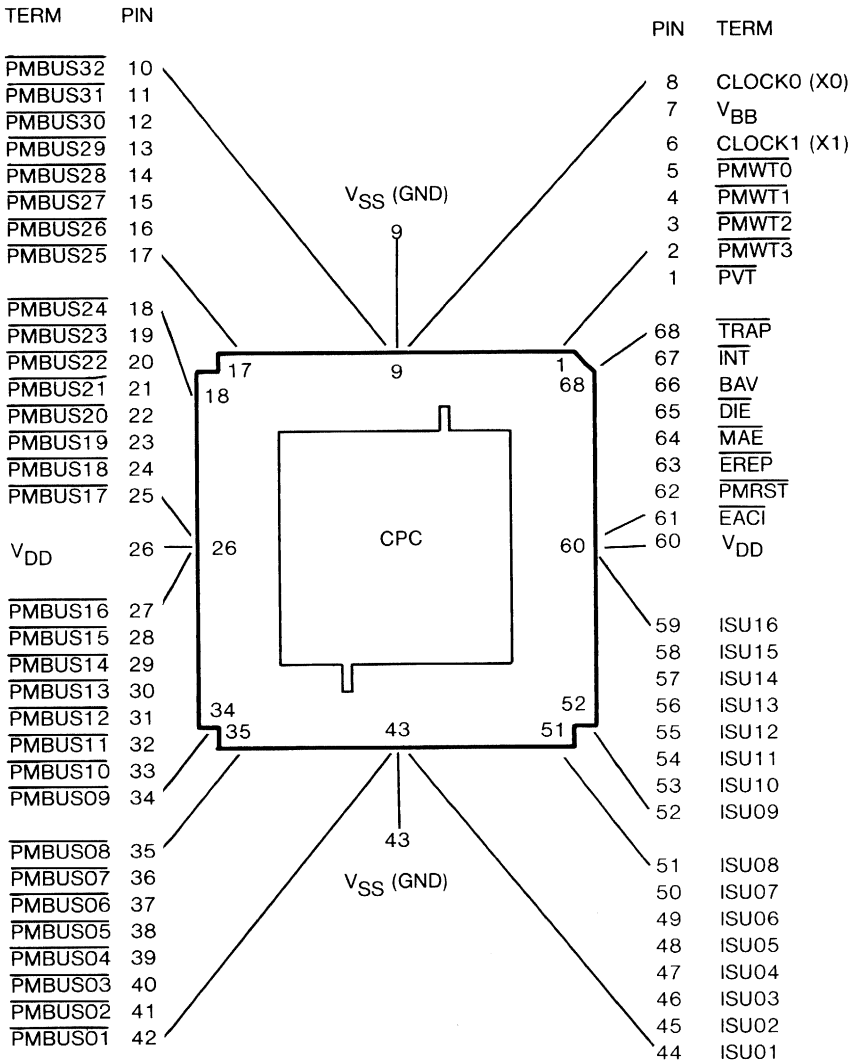 TERM PIN
PMBUS32 10
PMBUS31 11
PMBUS30 12
PMBUS29 13
PMBUS28 14
PMBUS27 15
PMBUS26 16
PMBUS25 17
PMBUS24 18
PMBUS23 19
PMBUS22 20
PMBUS21 21
PMBUS20 22
PMBUS19 23
PMBUS18 24
PMBUS17 25
VDD 26
PMBUS16 27
PMBUS15 28
PMBUS14 29
PMBUS13 30
PMBUS12 31
PMBUS11 32
PMBUS10 33
PMBUS09 34
PMBUS08 35
PMBUS07 36
PMBUS06 37
PMBUS05 38
PMBUS04 39
PMBUS03 40
PMBUS02 41
PMBUS01 42
VSS (GND)
9
17 9 1
18 68
CPC
26 60
34 52
35 43 51
43
VSS (GND)
PIN TERM
8 CLOCK0 (X0)
7 VBB
6 CLOCK1 (X1)
5 PMWT0
4 PMWT1
3 PMWT2
2 PMWT3
1 PVT
68 TRAP
67 INT
66 BAV
65 DIE
64 MAE
63 EREP
62 PMRST
61 EACI
60 VDD
59 ISU16
58 ISU15
57 ISU14
56 ISU13
55 ISU12
54 ISU11
53 ISU10
52 ISU09
51 ISU08
50 ISU07
49 ISU06
48 ISU05
47 ISU04
46 ISU03
45 ISU02
44 ISU01